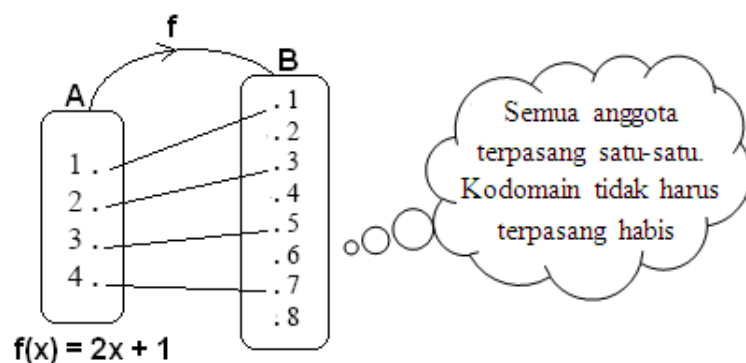 f
A
B
1 .
2 .
3 .
4 .
. 1
. 2
. 3
. 4
. 5
. 6
. 7
. 8
f(x) = 2x + 1
Semua anggota
terpasang satu-satu.
Kodomain tidak harus
terpasang habis